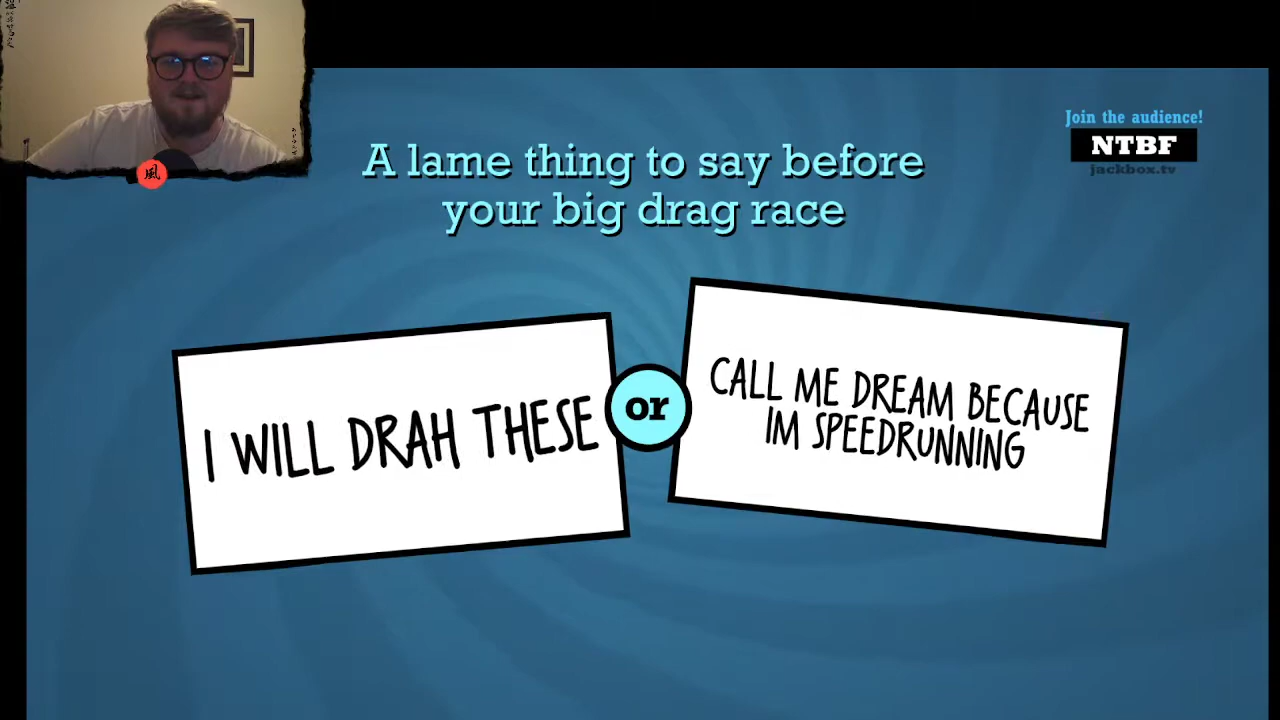 A lame thing to say before
your big drag race
Join the audience!
NTBF
jackbox.tv
I WILL DRAH THESE
or
CALL ME DREAM BECAUSE
IM SPEEDRUNNING
風